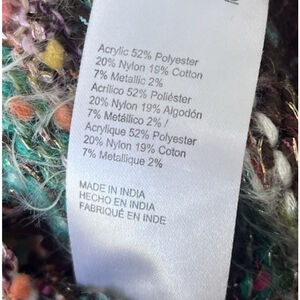 Acrylic 52% Polyester
20% Nylon 19% Cotton
7% Metallic 2%
Acrílico 52% Poliéster
20% Nylon 19% Algodón
7% Metállico 2% /
Acrylique 52% Polyester
20% Nylon 19% Coton
7% Metallique 2%
MADE IN INDIA
HECHO EN INDIA
FABRIQUÉ EN INDE